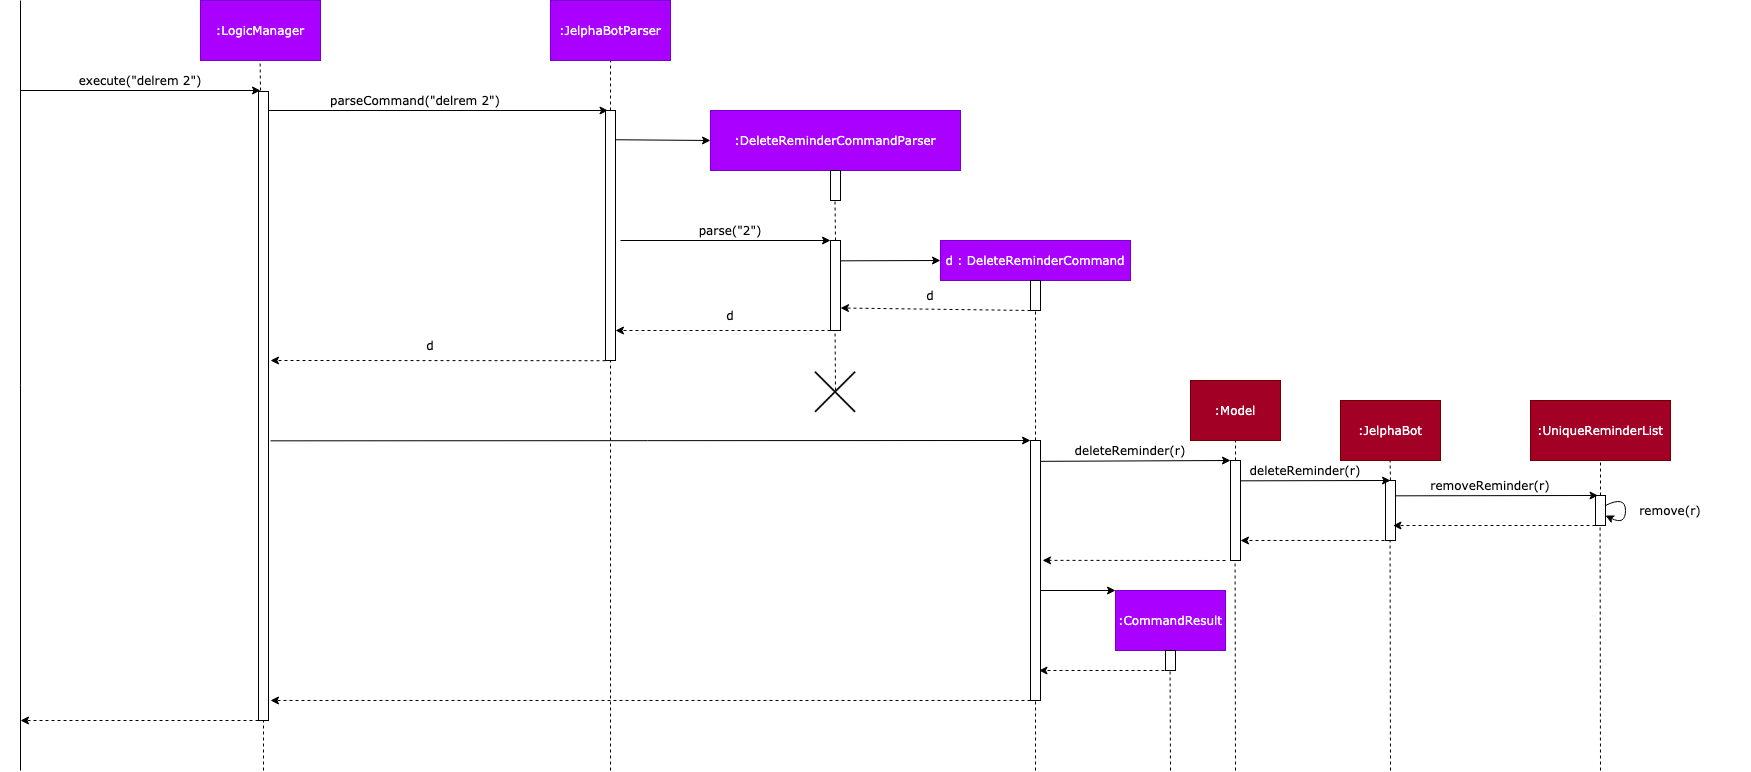 :LogicManager
:JelphaBotParser
execute("delrem 2")
parseCommand("delrem 2")
:DeleteReminderCommandParser
parse("2")
d : DeleteReminderCommand
d
d
d
:Model
:JelphaBot
:UniqueReminderList
deleteReminder(r)
deleteReminder(r)
removeReminder(r)
remove(r)
:CommandResult